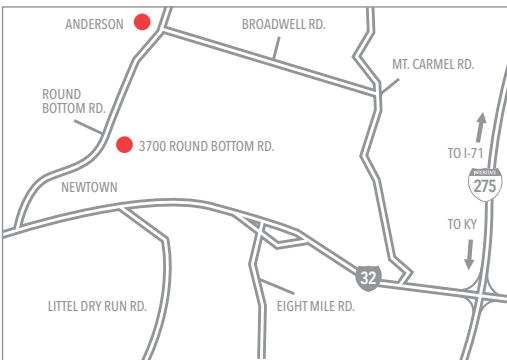 ANDERSON
BROADWELL RD.
MT. CARMEL RD.
ROUND
BOTTOM RD.
3700 ROUND BOTTOM RD.
TO I-71
INTERSTATE
275
NEWTOWN
TO KY
32
LITTEL DRY RUN RD.
EIGHT MILE RD.